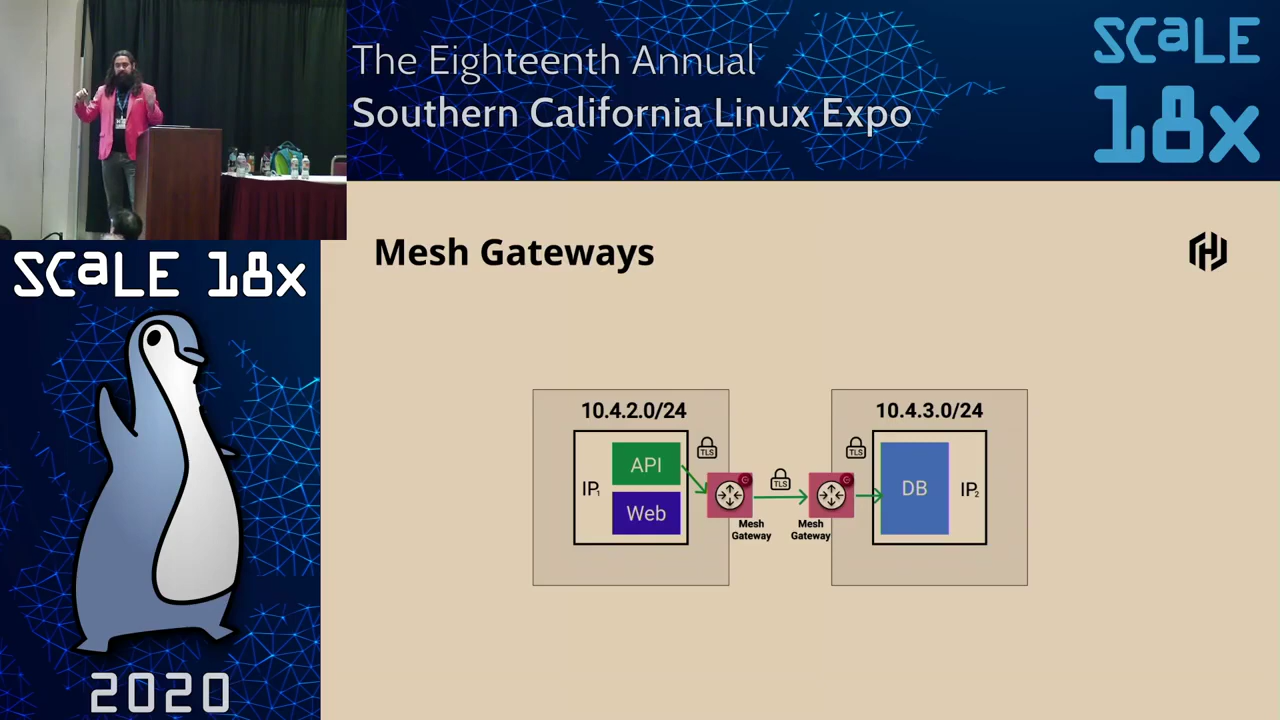 The Eighteenth Annual
Southern California Linux Expo
SCaLE
18x
SCaLE 18x
2020
Mesh Gateways
10.4.2.0/24
IP1
API
Web
TLS
Mesh
Gateway
TLS
Mesh
Gateway
TLS
10.4.3.0/24
DB
IP2